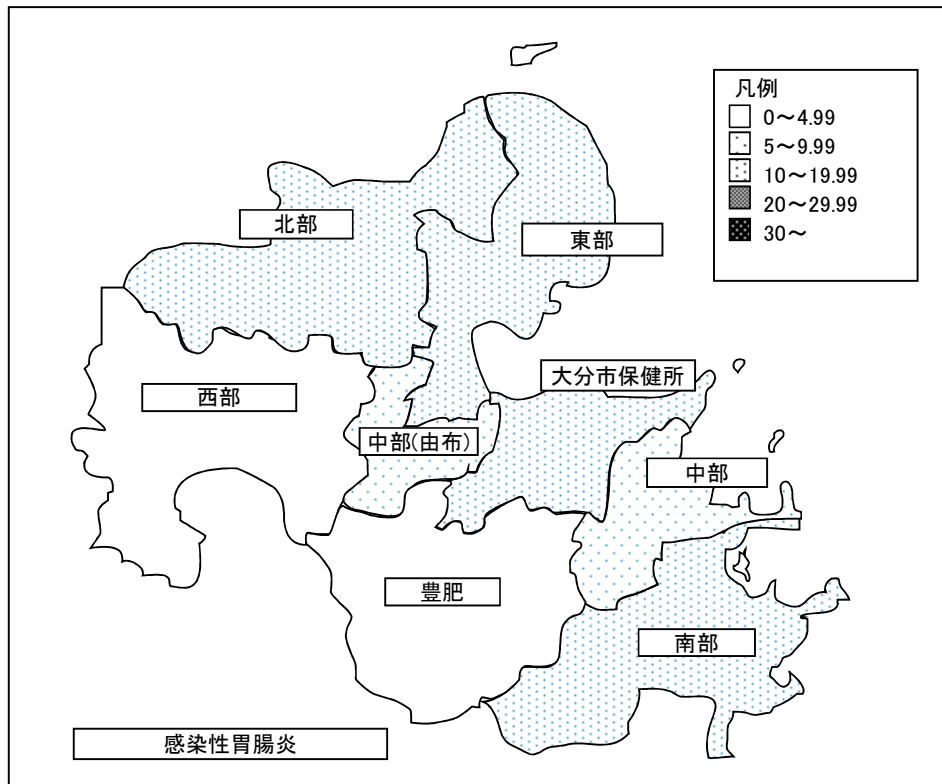 凡例
0～4.99
5～9.99
10～19.99
20～29.99
30～
北部
東部
大分市保健所
西部
中部(由布)
中部
豊肥
南部
感染性胃腸炎